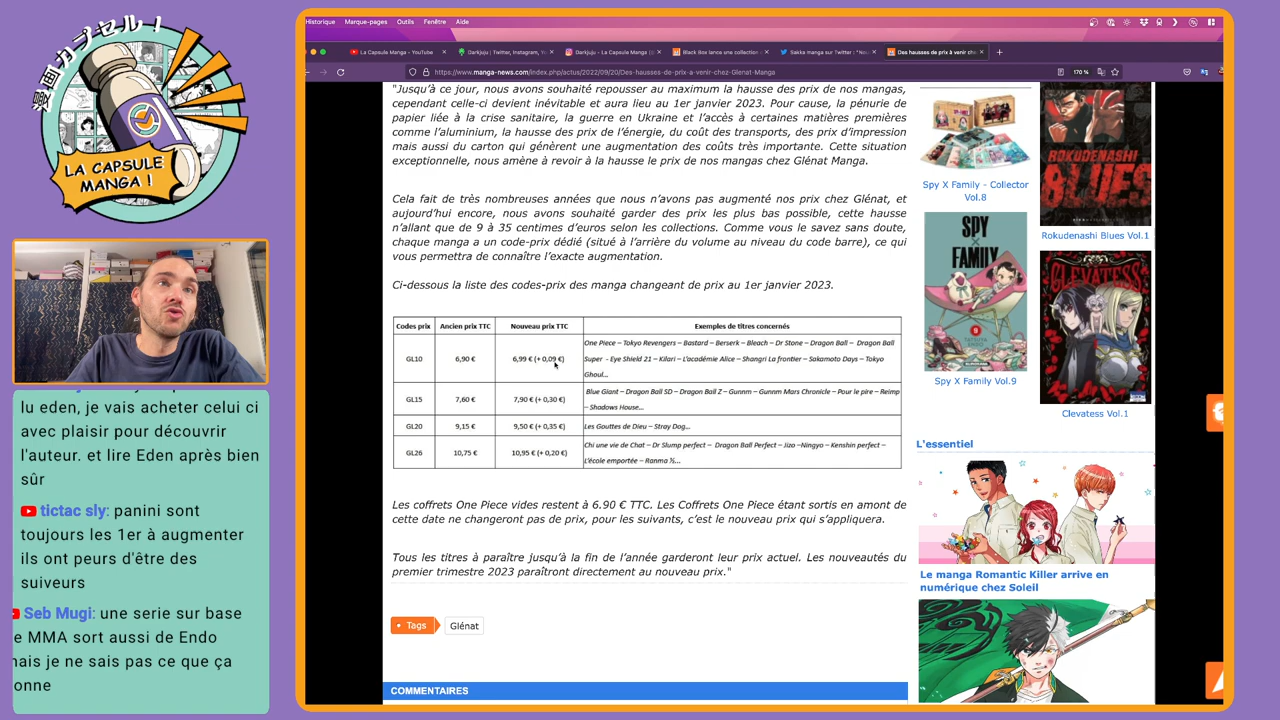 漫画カプセル！
LA CAPSULE
MANGA !
lu eden, je vais acheter celui ci
avec plaisir pour découvrir
l'auteur. et lire Eden après bien
sûr
tictac sly: panini sont
toujours les 1er à augmenter
ils ont peurs d'être des
suiveurs
Seb Mugi: une serie sur base
e MMA sort aussi de Endo
mais je ne sais pas ce que ça
onne
Historique Marque-pages Outils Fenêtre Aide
La Capsule Manga - YouTube
Darkjuju | Twitter, Instagram, Yo
Darkjuju - La Capsule Manga (@
Black Box lance une collection
Sakka manga sur Twitter : "No
Des hausses de prix à venir che
https://www.manga-news.com/index.php/actus/2022/09/20/Des-hausses-de-prix-a-venir-chez-Glenat-Manga
170 %
"Jusqu'à ce jour, nous avons souhaité repousser au maximum la hausse des prix de nos mangas,
cependant celle-ci devient inévitable et aura lieu au 1er janvier 2023. Pour cause, la pénurie de
papier liée à la crise sanitaire, la guerre en Ukraine et l'accès à certaines matières premières
comme l'aluminium, la hausse des prix de l'énergie, du coût des transports, des prix d'impression
mais aussi du carton qui génèrent une augmentation des coûts très importante. Cette situation
exceptionnelle, nous amène à revoir à la hausse le prix de nos mangas chez Glénat Manga.
Cela fait de très nombreuses années que nous n'avons pas augmenté nos prix chez Glénat, et
aujourd'hui encore, nous avons souhaité garder des prix les plus bas possible, cette hausse
n'allant que de 9 à 35 centimes d'euros selon les collections. Comme vous le savez sans doute,
chaque manga a un code-prix dédié (situé à l'arrière du volume au niveau du code barre), ce qui
vous permettra de connaître l'exacte augmentation.
Ci-dessous la liste des codes-prix des manga changeant de prix au 1er janvier 2023.
Codes prix Ancien prix TTC Nouveau prix TTC Exemples de titres concernés
GL10 6,90 € 6,99 € (+ 0,09 €) One Piece – Tokyo Revengers – Bastard – Berserk – Bleach – Dr Stone – Dragon Ball – Dragon Ball
Super - Eye Shield 21 – Kilari – L'académie Alice – Shangri La frontier – Sakamoto Days – Tokyo
Ghoul...
GL15 7,60 € 7,90 € (+ 0,30 €) Blue Giant – Dragon Ball SD – Dragon Ball Z – Gunnm – Gunnm Mars Chronicle – Pour le pire – Reimp
– Shadows House...
GL20 9,15 € 9,50 € (+ 0,35 €) Les Gouttes de Dieu – Stray Dog...
GL26 10,75 € 10,95 € (+ 0,20 €) Chi une vie de Chat – Dr Slump perfect – Dragon Ball Perfect – Jizo –Ningyo – Kenshin perfect –
L'école emportée – Ranma ½...
Les coffrets One Piece vides restent à 6.90 € TTC. Les Coffrets One Piece étant sortis en amont de
cette date ne changeront pas de prix, pour les suivants, c'est le nouveau prix qui s'appliquera.
Tous les titres à paraître jusqu'à la fin de l'année garderont leur prix actuel. Les nouveautés du
premier trimestre 2023 paraîtront directement au nouveau prix."
Tags Glénat
COMMENTAIRES
Spy X Family - Collector
Vol.8
ROKUDENASHI
BLUES
Rokudenashi Blues Vol.1
SPY
×
FAMILY
Spy X Family Vol.9
CLEVATESS
Clevatess Vol.1
L'essentiel
Le manga Romantic Killer arrive en
numérique chez Soleil